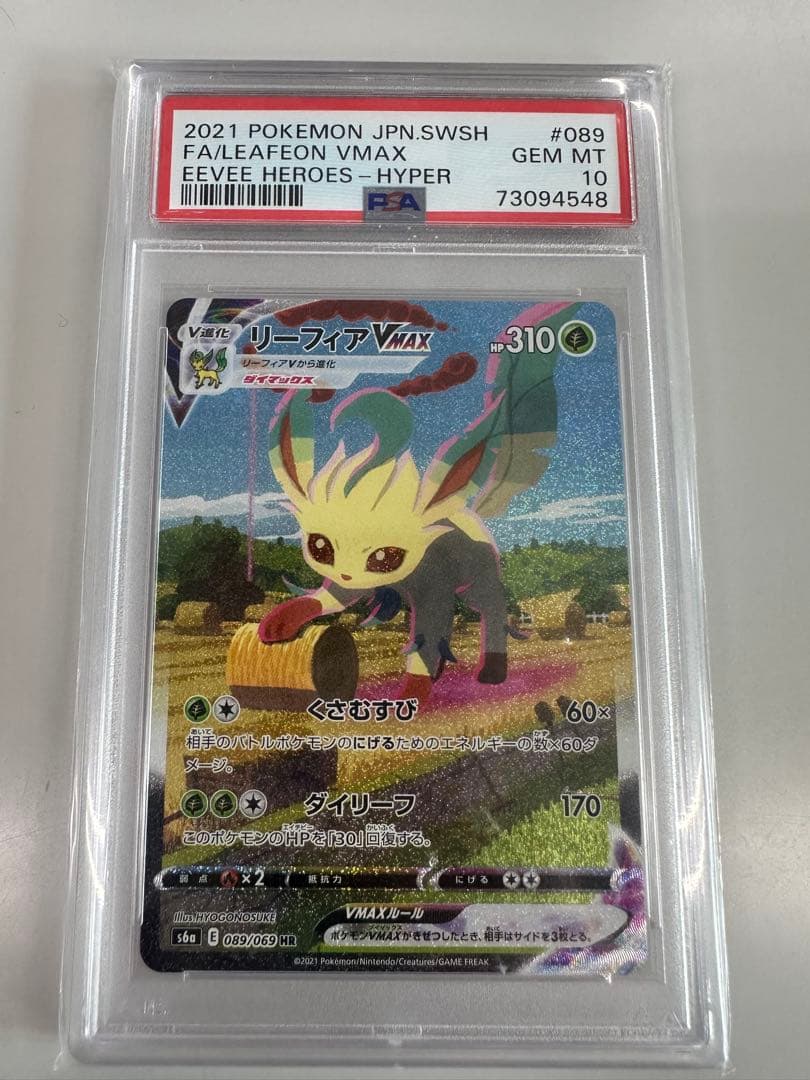 2021 POKEMON JPN.SWSH #089
FA/LEAFEON VMAX GEM MT
EEVEE HEROES-HYPER 10
PSA 73094548
V進化 リーフィアVMAX HP310
リーフィアVから進化
ダイマックス
くさむすび 60×
相手のバトルポケモンのにげるためのエネルギーの数×60ダ
メージ。
ダイリーフ 170
このポケモンのHPを「30」回復する。
弱点 ×2 抵抗力 にげる
Illus. HYOGONOSUKE VMAXルール
s6a E 089/069 HR ポケモンVMAXがきぜつしたとき、相手はサイドを3枚とる。
©2021 Pokémon/Nintendo/Creatures/GAME FREAK